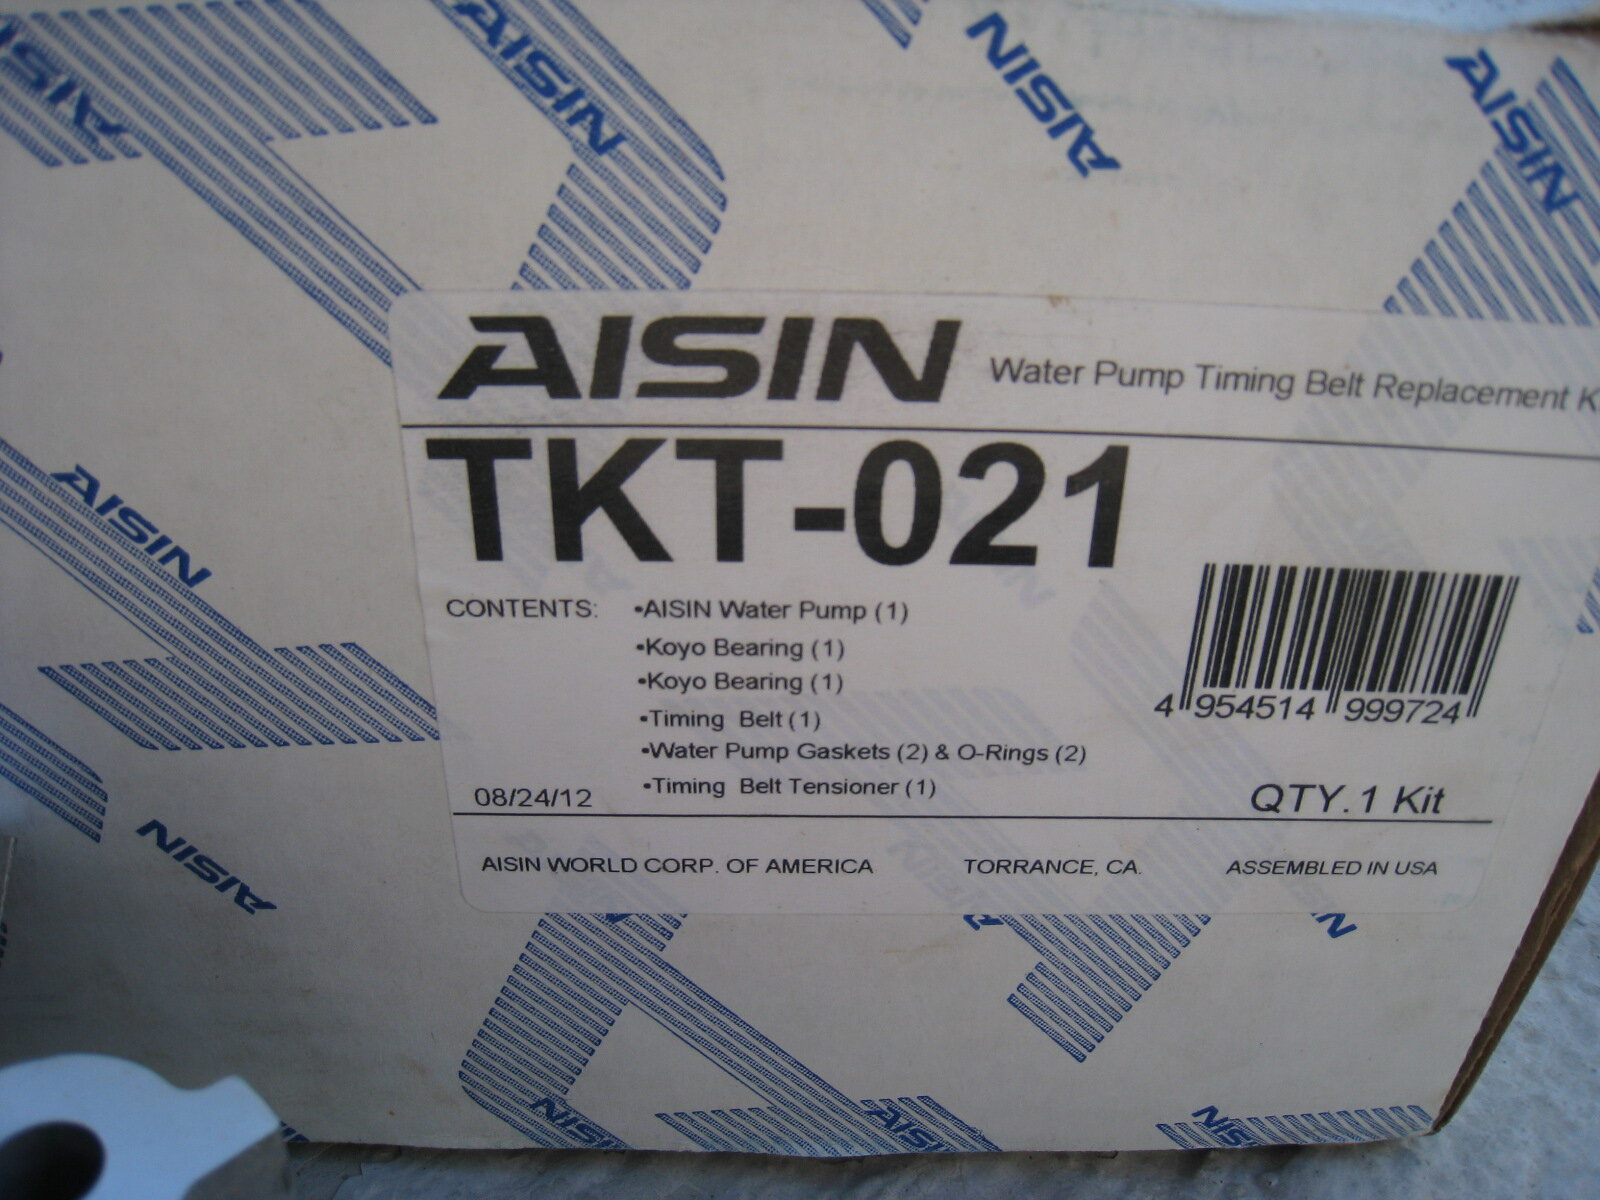 AISIN Water Pump Timing Belt Replacement K
TKT-021
CONTENTS: •AISIN Water Pump (1)
•Koyo Bearing (1)
•Koyo Bearing (1)
•Timing Belt (1)
•Water Pump Gaskets (2) & O-Rings (2)
•Timing Belt Tensioner (1)
08/24/12
4 954514 999724
QTY.1 Kit
AISIN WORLD CORP. OF AMERICA TORRANCE, CA. ASSEMBLED IN USA
AISIN
AISIN
AISIN
AISIN
AISIN
AISIN
AISIN
AISIN